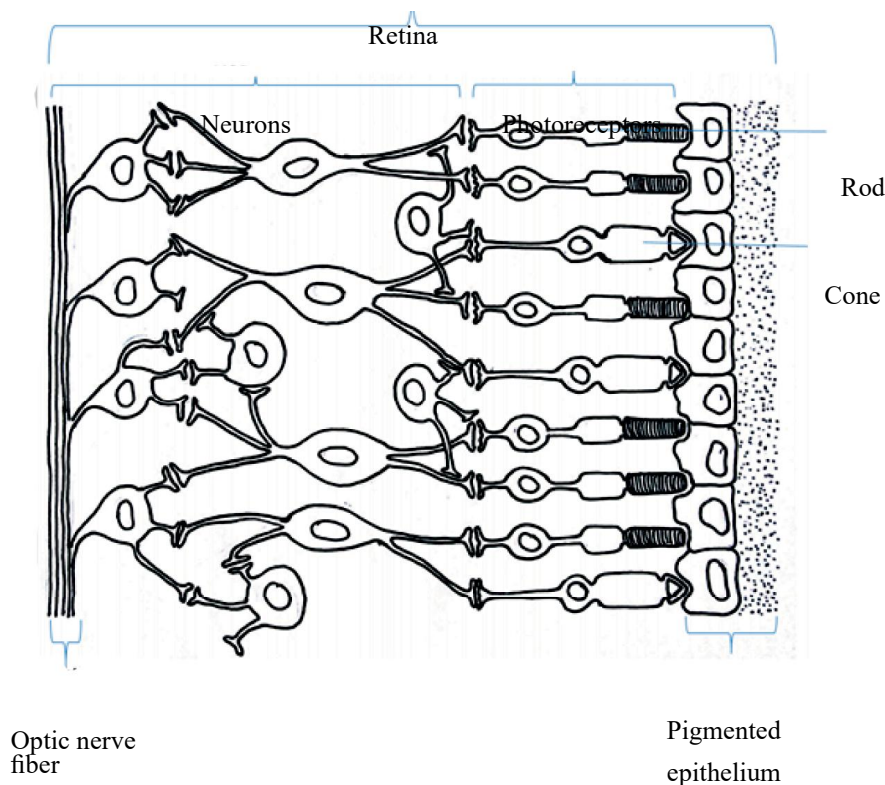 Retina
Neurons
Photoreceptors
Rod
Cone
Optic nerve
fiber
Pigmented
epithelium